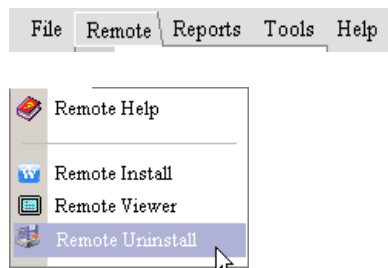 File Remote Reports Tools Help
Remote Help
Remote Install
Remote Viewer
Remote Uninstall